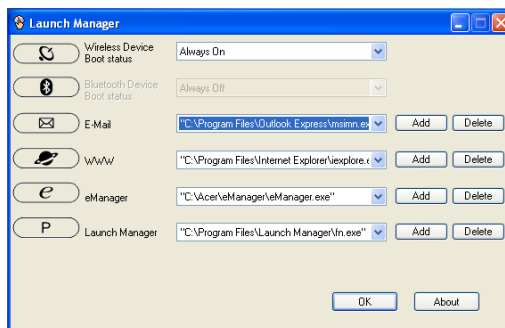 Launch Manager
Wireless Device
Boot status
Always On
Bluetooth Device
Boot status
Always Off
E-Mail
"C:\Program Files\Outlook Express\msimn.ex
Add
Delete
WWW
"C:\Program Files\Internet Explorer\iexplore.e
Add
Delete
e
eManager
"C:\Acer\eManager\eManager.exe"
Add
Delete
P
Launch Manager
"C:\Program Files\Launch Manager\fn.exe"
Add
Delete
OK
About